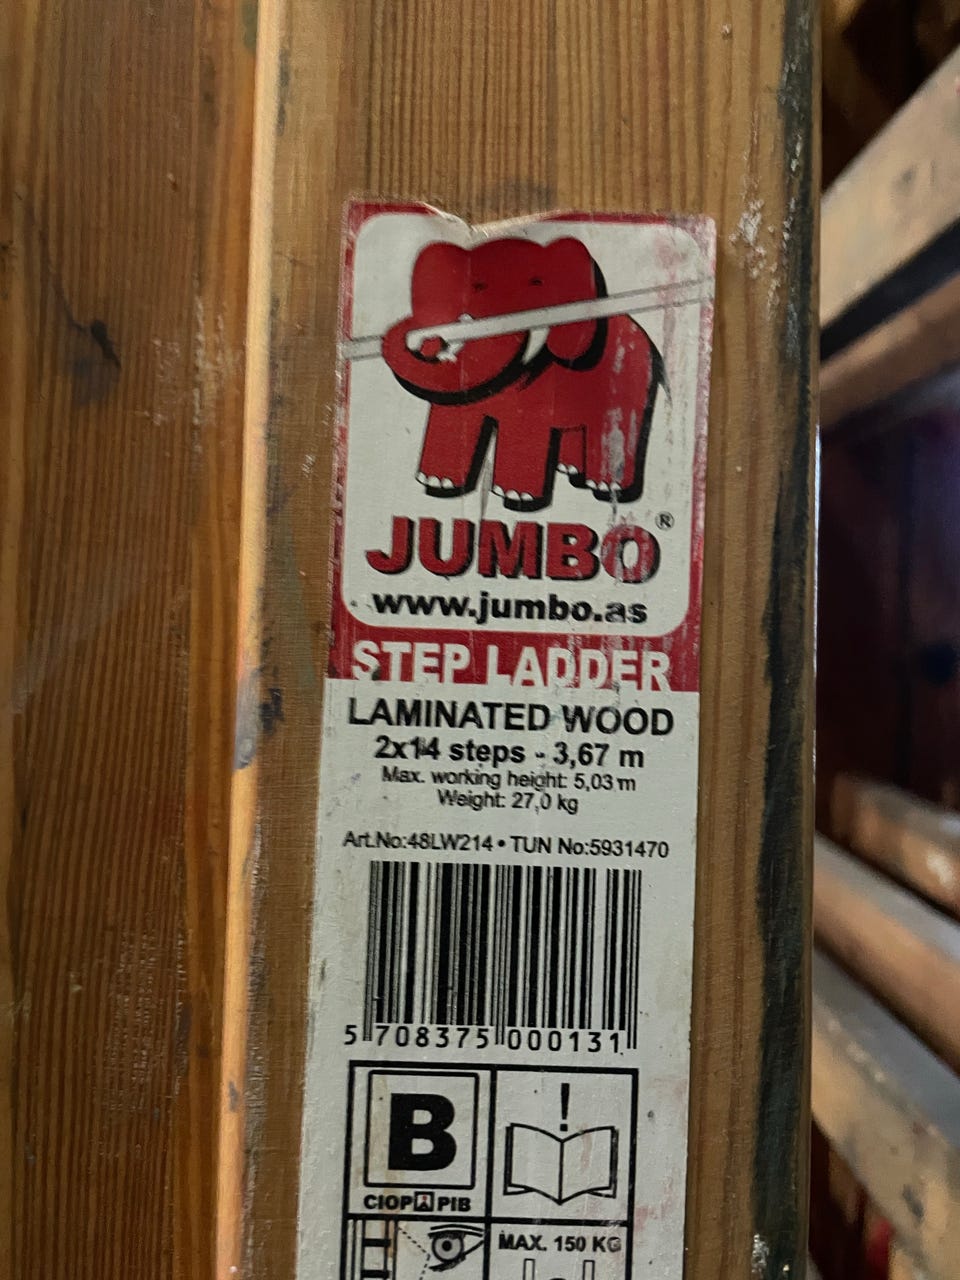 JUMBO®
www.jumbo.as
STEP LADDER
LAMINATED WOOD
2x14 steps - 3,67 m
Max. working height: 5,03 m
Weight: 27,0 kg
Art.No:48LW214 • TUN No:5931470
5 708375 000131
B
!
CIOP PIB
MAX. 150 KG